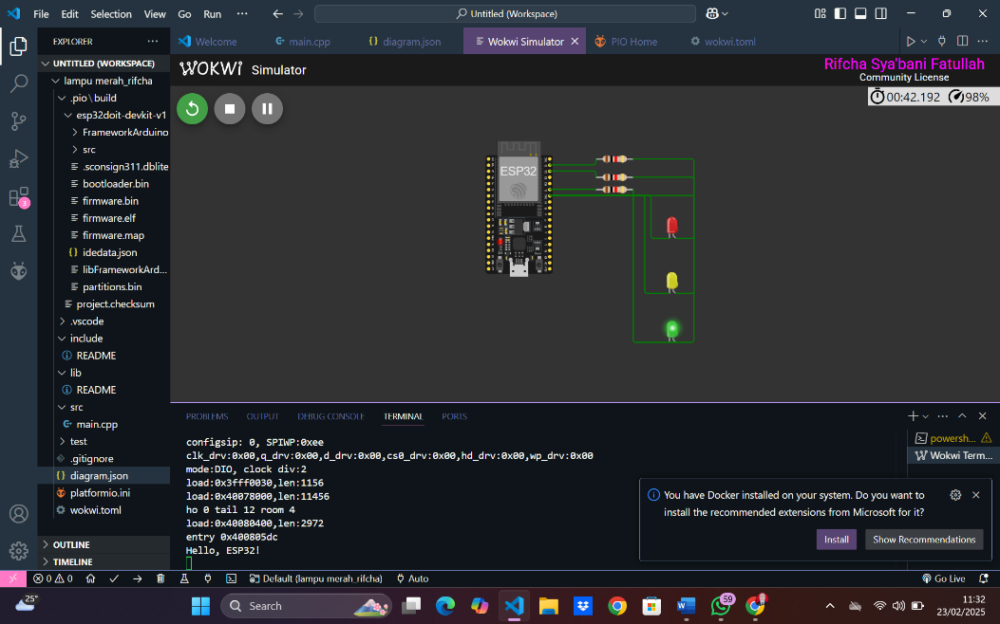 File Edit Selection View Go Run ··· Untitled (Workspace)
EXPLORER ···
Welcome main.cpp diagram.json Wokwi Simulator PIO Home wokwi.toml
UNTITLED (WORKSPACE)
lampu merah_rifcha
.pio\build
esp32doit-devkit-v1
FrameworkArduino
src
.sconsign311.dblite
bootloader.bin
firmware.bin
firmware.elf
firmware.map
idedata.json
libFrameworkArd...
partitions.bin
project.checksum
.vscode
include
README
lib
README
src
main.cpp
test
.gitignore
diagram.json
platformio.ini
wokwi.toml
OUTLINE
TIMELINE
3
WOKWI Simulator
Rifcha Sya'bani Fatullah
Community License
00:42.192 98%
ESP32
PROBLEMS OUTPUT DEBUG CONSOLE TERMINAL PORTS
configsip: 0, SPIWP:0xee
clk_drv:0x00,q_drv:0x00,d_drv:0x00,cs0_drv:0x00,hd_drv:0x00,wp_drv:0x00
mode:DIO, clock div:2
load:0x3fff0030,len:1156
load:0x40078000,len:11456
ho 0 tail 12 room 4
load:0x40080400,len:2972
entry 0x400805dc
Hello, ESP32!
powersh...
Wokwi Term...
You have Docker installed on your system. Do you want to
install the recommended extensions from Microsoft for it?
Install Show Recommendations
0 0 Default (lampu merah_rifcha) Auto Go Live
25° Search 59 11:32
23/02/2025